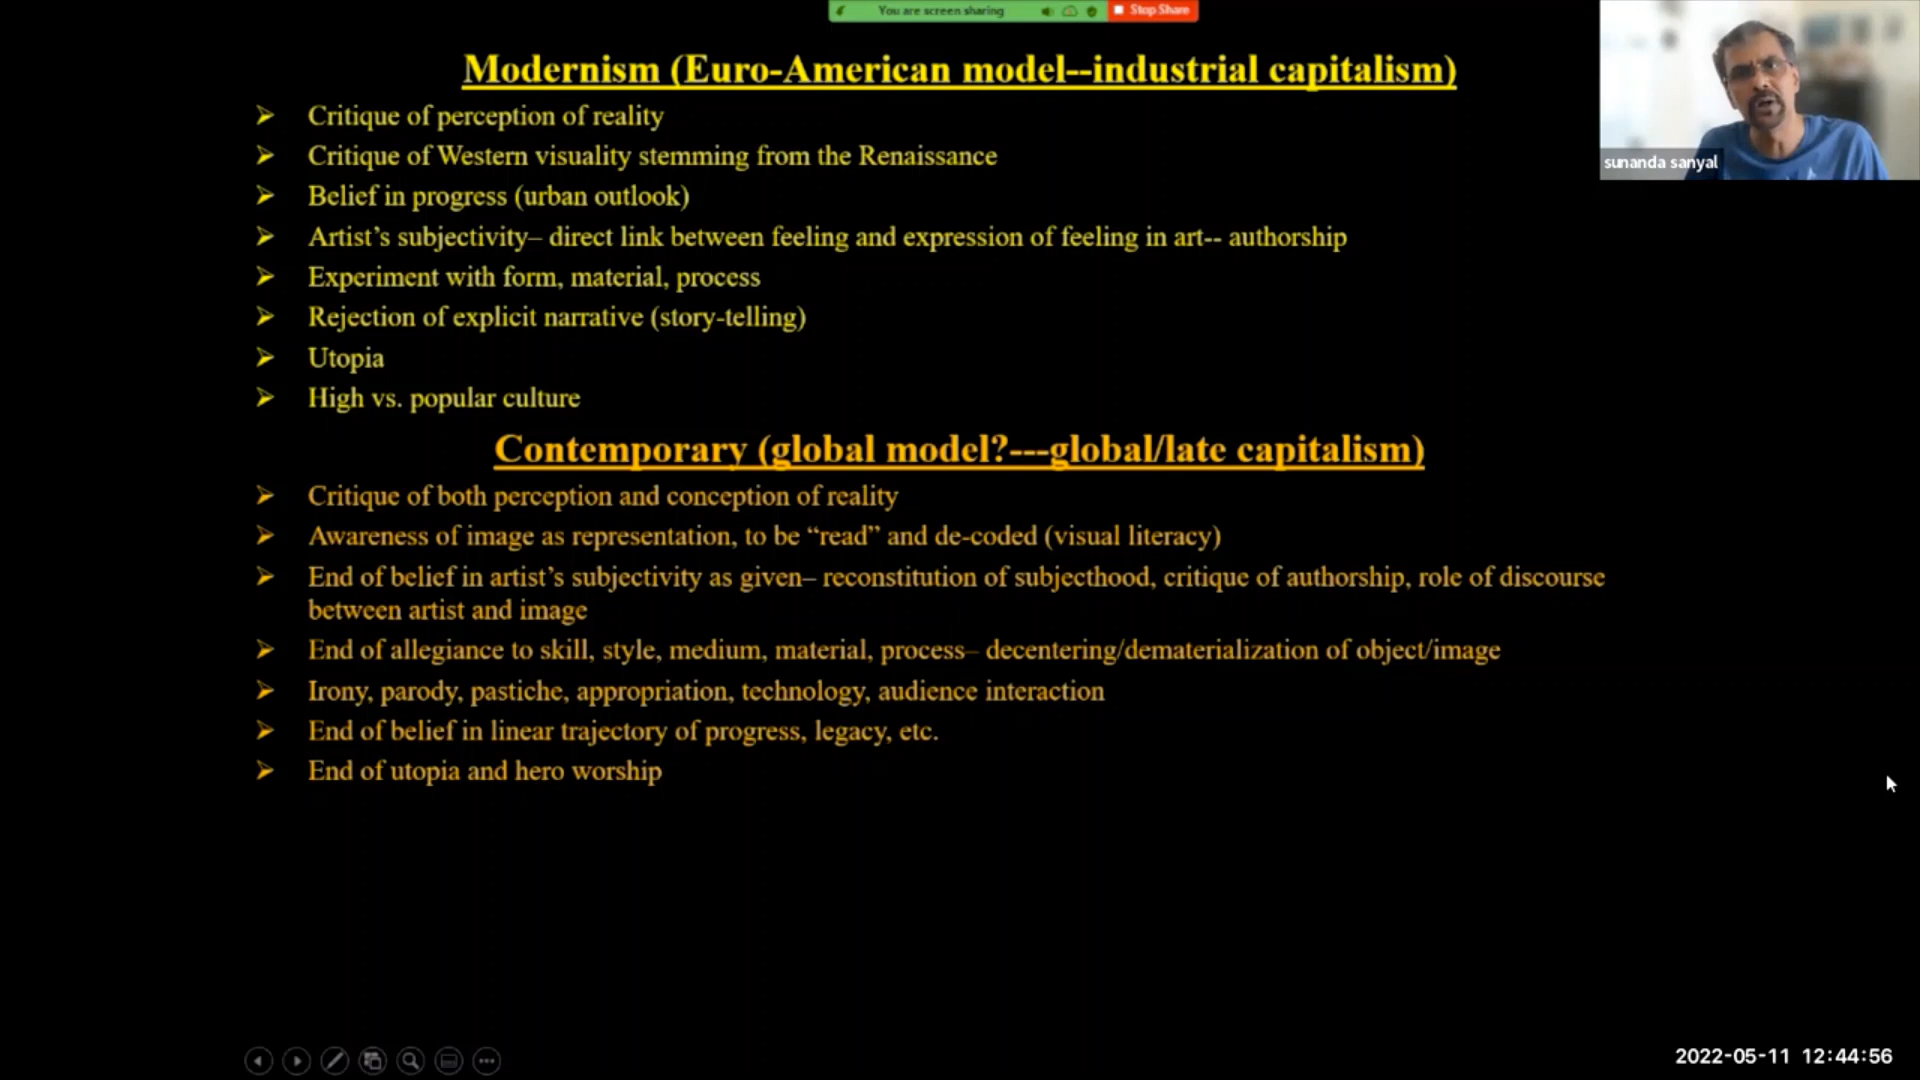 You are screen sharing
Stop Share
Modernism (Euro-American model--industrial capitalism)
➢ Critique of perception of reality
➢ Critique of Western visuality stemming from the Renaissance
➢ Belief in progress (urban outlook)
➢ Artist’s subjectivity– direct link between feeling and expression of feeling in art-- authorship
➢ Experiment with form, material, process
➢ Rejection of explicit narrative (story-telling)
➢ Utopia
➢ High vs. popular culture
sunanda sanyal
Contemporary (global model?---global/late capitalism)
➢ Critique of both perception and conception of reality
➢ Awareness of image as representation, to be “read” and de-coded (visual literacy)
➢ End of belief in artist’s subjectivity as given– reconstitution of subjecthood, critique of authorship, role of discourse
between artist and image
➢ End of allegiance to skill, style, medium, material, process– decentering/dematerialization of object/image
➢ Irony, parody, pastiche, appropriation, technology, audience interaction
➢ End of belief in linear trajectory of progress, legacy, etc.
➢ End of utopia and hero worship
2022-05-11 12:44:56